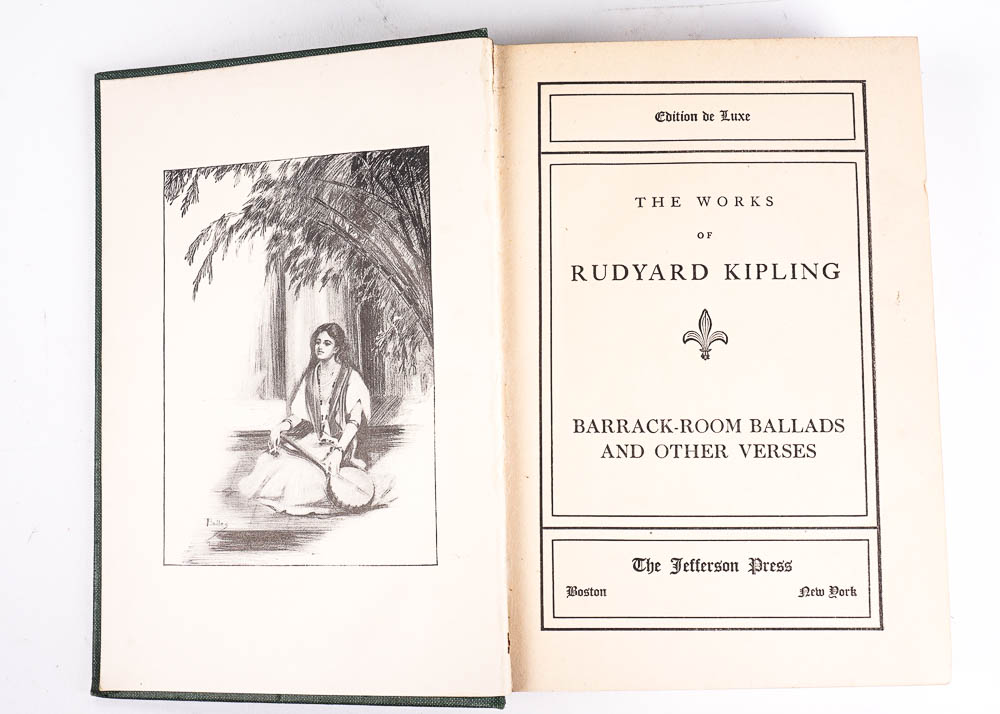 Bailey
Edition de Luxe
THE WORKS
OF
RUDYARD KIPLING
BARRACK-ROOM BALLADS
AND OTHER VERSES
The Jefferson Press
Boston New York